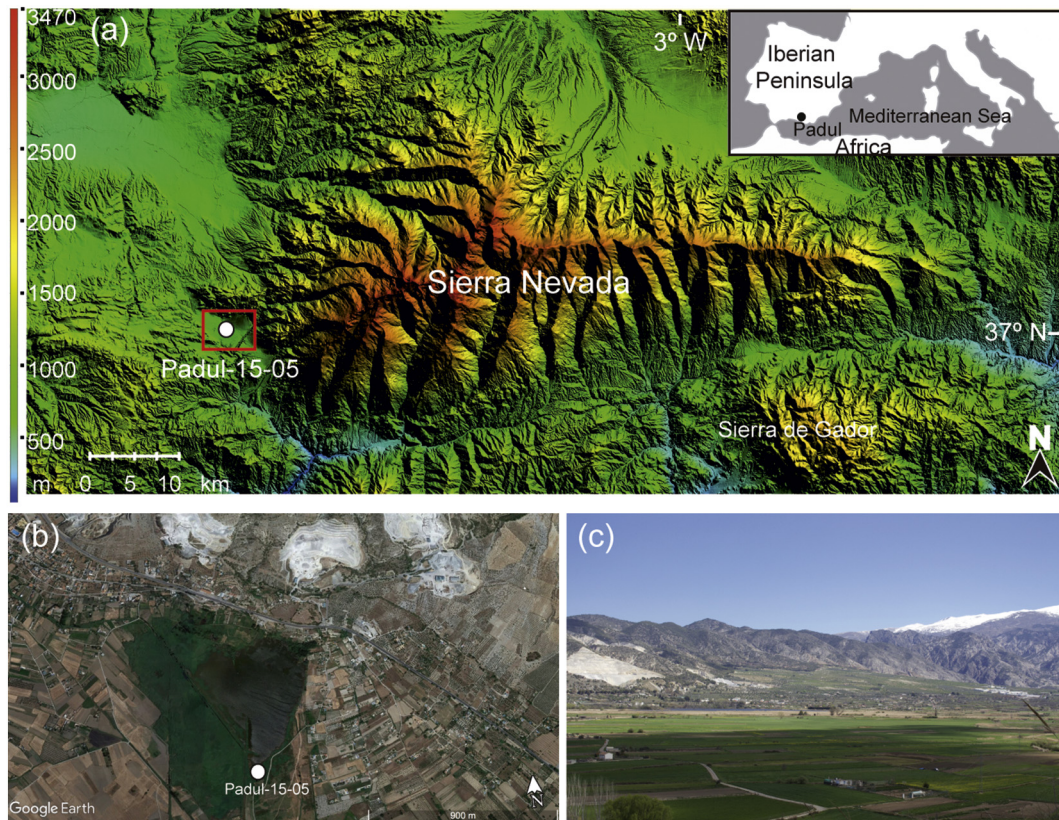 3470
(a)
3º W
3000
2500
2000
1500
1000
500
m
0 5 10 km
Iberian
Peninsula
Mediterranean Sea
Padul
Africa
Sierra Nevada
37º N
Padul-15-05
Sierra de Gador
N
(b)
Padul-15-05
Google Earth
900 m
N
(c)